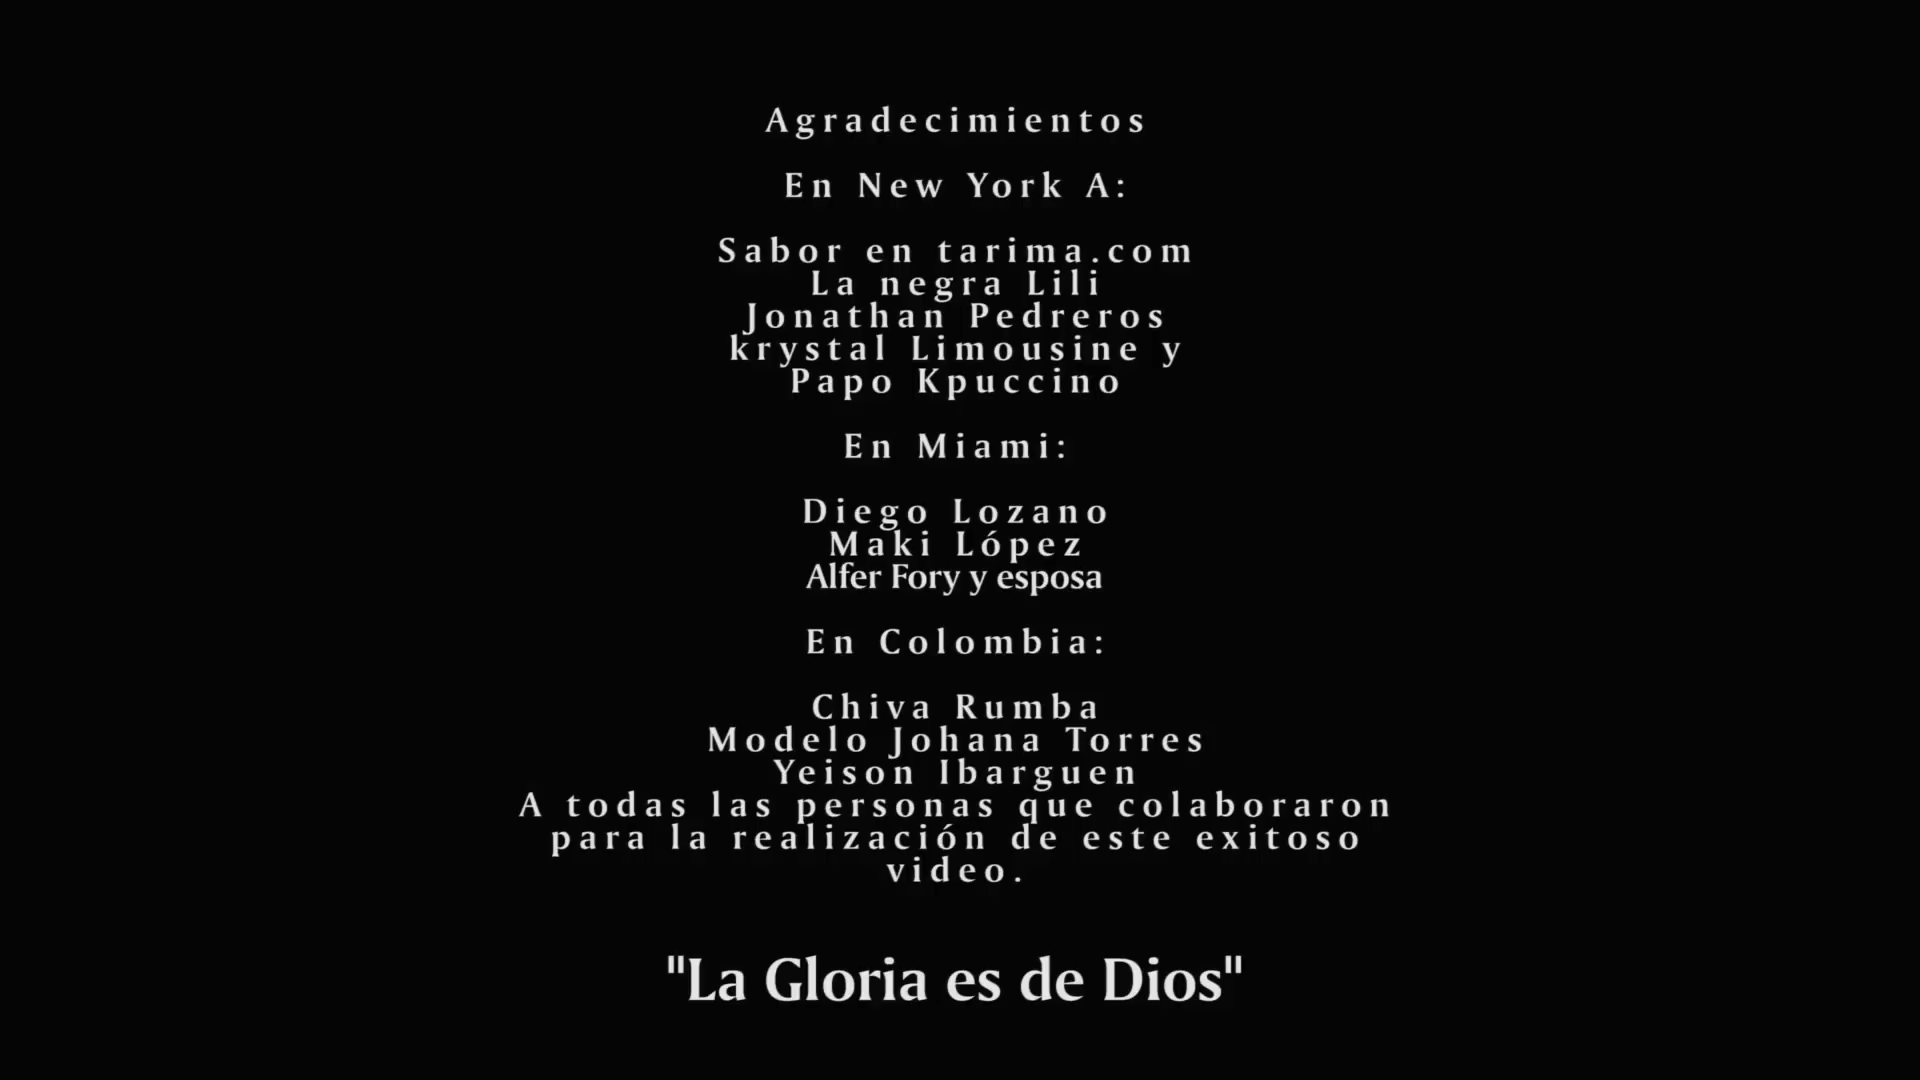 Agradecimientos
En New York A:
Sabor en tarima.com
La negra Lili
Jonathan Pedreros
krystal Limousine y
Papo Kpuccino
En Miami:
Diego Lozano
Maki López
Alfer Fory y esposa
En Colombia:
Chiva Rumba
Modelo Johana Torres
Yeison Ibarguen
A todas las personas que colaboraron
para la realización de este exitoso
video.
"La Gloria es de Dios"